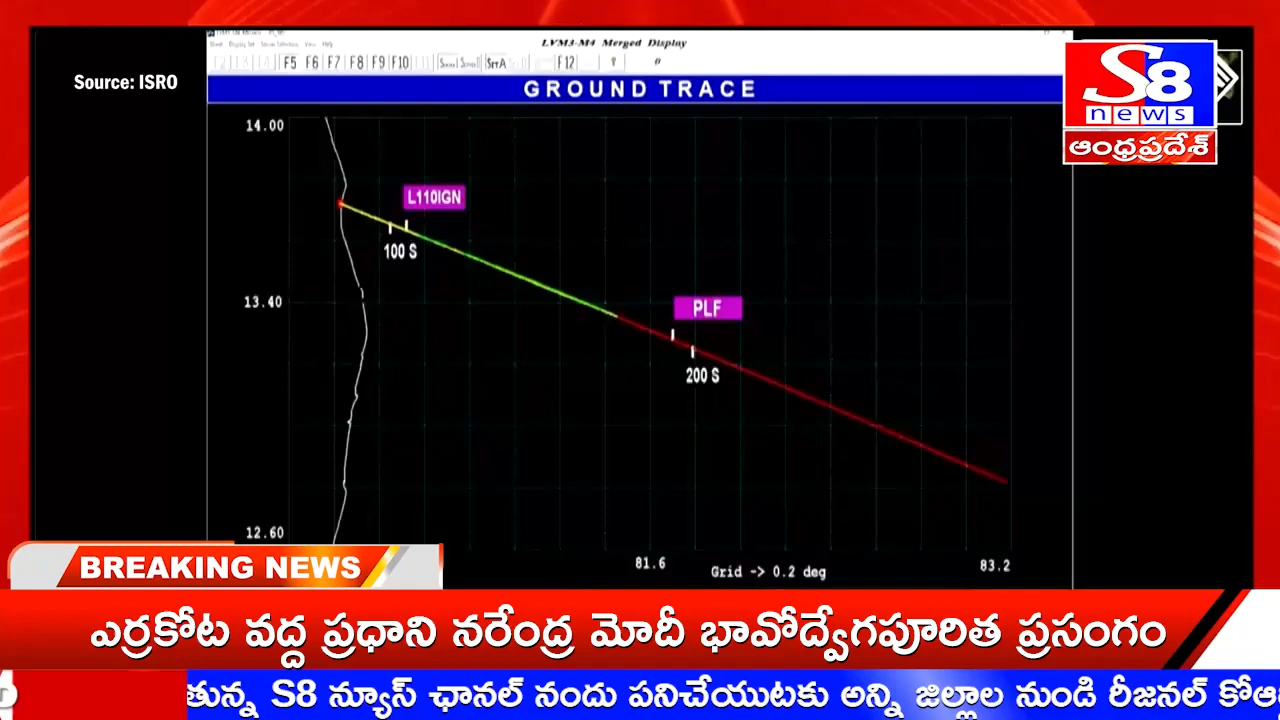 LVM3-M4 Merged Display
F5 F6 F7 F8 F9 F10
F12
Source: ISRO
GROUND TRACE
S8
news
ఆంధ్రప్రదేశ్
14.00
L110IGN
100 S
13.40
PLF
200 S
12.60
81.6
Grid -> 0.2 deg
83.2
BREAKING NEWS
ఎర్రకోట వద్ద ప్రధాని నరేంద్ర మోదీ భావోద్వేగపూరిత ప్రసంగం
తున్న S8 న్యూస్ ఛానల్ నందు పనిచేయుటకు అన్ని జిల్లాల నుండి రీజనల్ కోఆ